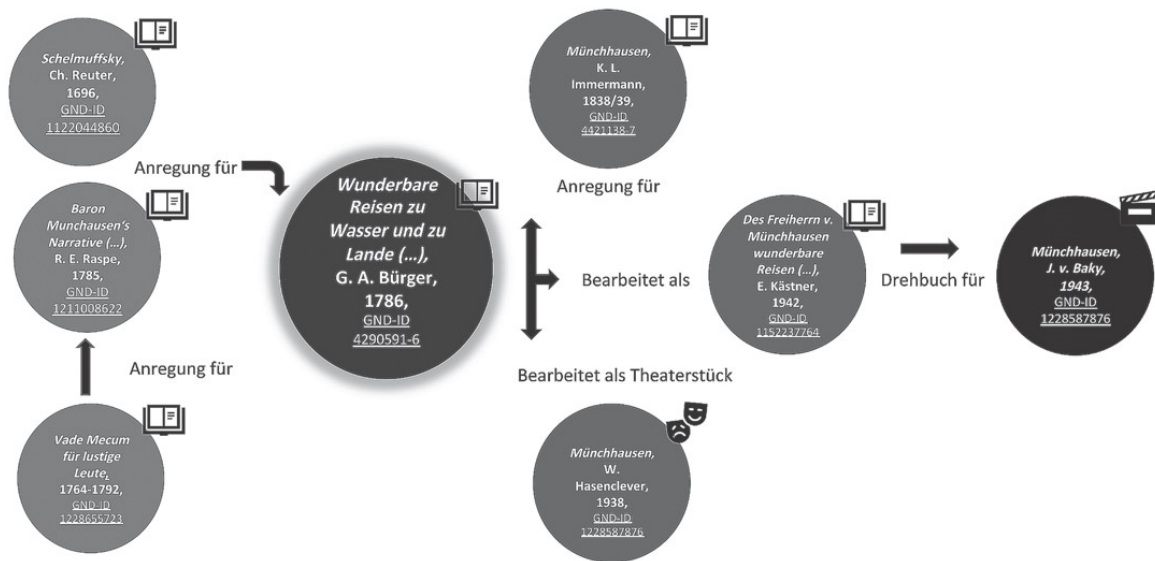 Schelmuffsky,
Ch. Reuter,
1696,
GND-ID
1122044860
Anregung für
Baron
Munchausen's
Narrative (...),
R. E. Raspe,
1785,
GND-ID
1211008622
Anregung für
Vade Mecum
für lustige
Leute,
1764-1792,
GND-ID
1228655723
Wunderbare
Reisen zu
Wasser und zu
Lande (...),
G. A. Bürger,
1786,
GND-ID
4290591-6
Münchhausen,
K. L.
Immermann,
1838/39,
GND-ID
4421138-7
Anregung für
Bearbeitet als
Bearbeitet als Theaterstück
Münchhausen,
W.
Hasenclever,
1938,
GND-ID
1228587876
Des Freiherrn v.
Münchhausen
wunderbare
Reisen (...),
E. Kästner,
1942,
GND-ID
1152237764
Drehbuch für
Münchhausen,
J. v. Baky,
1943,
GND-ID
1228587876